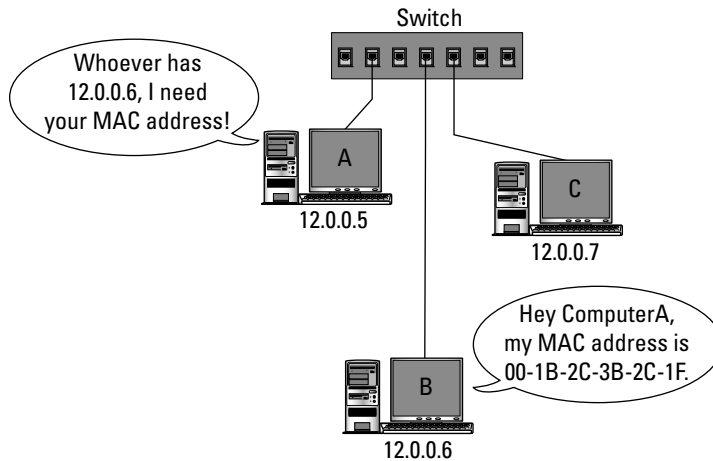 Switch
Whoever has
12.0.0.6, I need
your MAC address!
A
12.0.0.5
C
12.0.0.7
Hey ComputerA,
my MAC address is
00-1B-2C-3B-2C-1F.
B
12.0.0.6